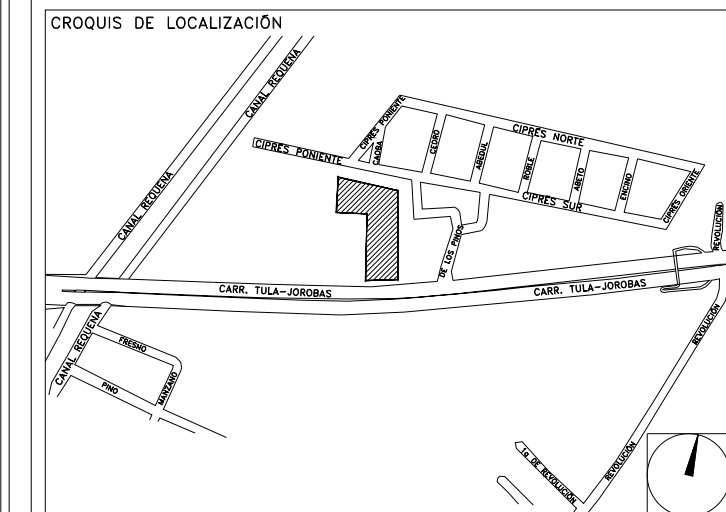 CROQUIS DE LOCALIZACIÓN
CANAL REQUENA
CANAL REQUENA
CIPRES PONIENTE
CIPRES PONIENTE
CAOBA
CEDRO
ABEDUL
CIPRES NORTE
ROBLE
ABETO
ENCINO
CIPRES ORIENTE
CIPRES SUR
REVOLUCIÓN
DE LOS PINOS
CARR. TULA-JOROBAS
CARR. TULA-JOROBAS
CANAL REQUENA
FRESNO
PINO
MANZANO
REVOLUCIÓN
1a DE REVOLUCIÓN
REVOLUCIÓN